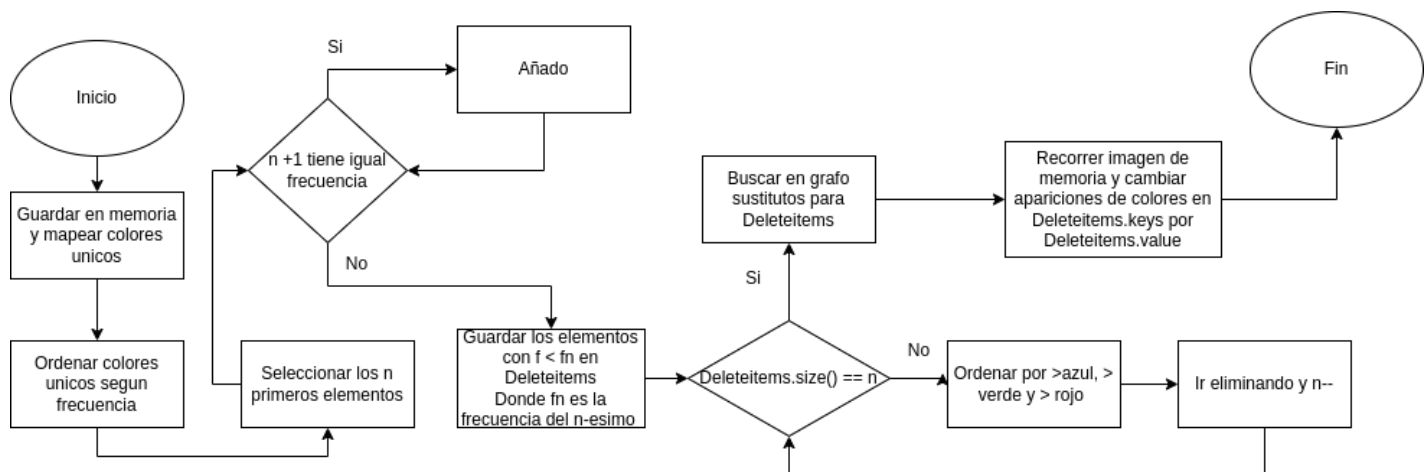 Inicio
Guardar en memoria
y mapear colores
unicos
Ordenar colores
unicos segun
frecuencia
Seleccionar los n
primeros elementos
n +1 tiene igual
frecuencia
Si
Añado
No
Guardar los elementos
con f < fn en
Deleteitems
Donde fn es la
frecuencia del n-esimo
Deleteitems.size() == n
Si
Buscar en grafo
sustitutos para
Deleteitems
Recorrer imagen de
memoria y cambiar
apariciones de colores en
Deleteitems.keys por
Deleteitems.value
Fin
No
Ordenar por >azul, >
verde y > rojo
Ir eliminando y n--